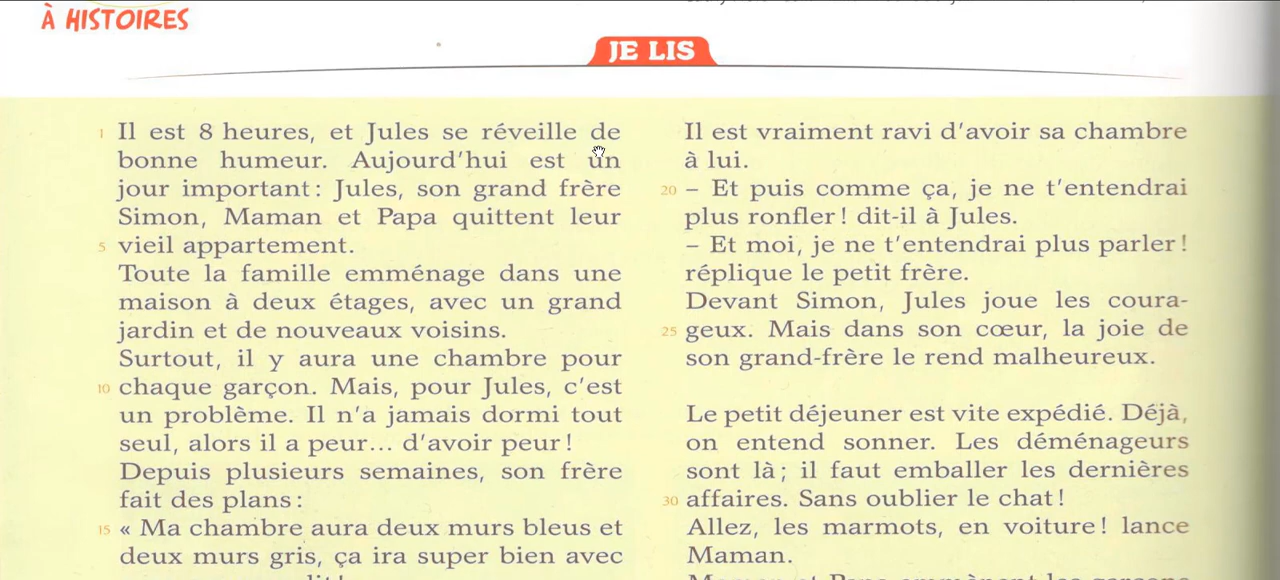 À HISTOIRES
JE LIS
1 Il est 8 heures, et Jules se réveille de
bonne humeur. Aujourd'hui est un
jour important : Jules, son grand frère
Simon, Maman et Papa quittent leur
5 vieil appartement.
Toute la famille emménage dans une
maison à deux étages, avec un grand
jardin et de nouveaux voisins.
Surtout, il y aura une chambre pour
10 chaque garçon. Mais, pour Jules, c'est
un problème. Il n'a jamais dormi tout
seul, alors il a peur... d'avoir peur !
Depuis plusieurs semaines, son frère
fait des plans :
15 « Ma chambre aura deux murs bleus et
deux murs gris, ça ira super bien avec
Il est vraiment ravi d'avoir sa chambre
à lui.
20 – Et puis comme ça, je ne t'entendrai
plus ronfler ! dit-il à Jules.
– Et moi, je ne t'entendrai plus parler !
réplique le petit frère.
Devant Simon, Jules joue les coura-
25 geux. Mais dans son cœur, la joie de
son grand-frère le rend malheureux.
Le petit déjeuner est vite expédié. Déjà,
on entend sonner. Les déménageurs
sont là ; il faut emballer les dernières
30 affaires. Sans oublier le chat !
Allez, les marmots, en voiture ! lance
Maman.
Maman et Papa emmènent les garçons